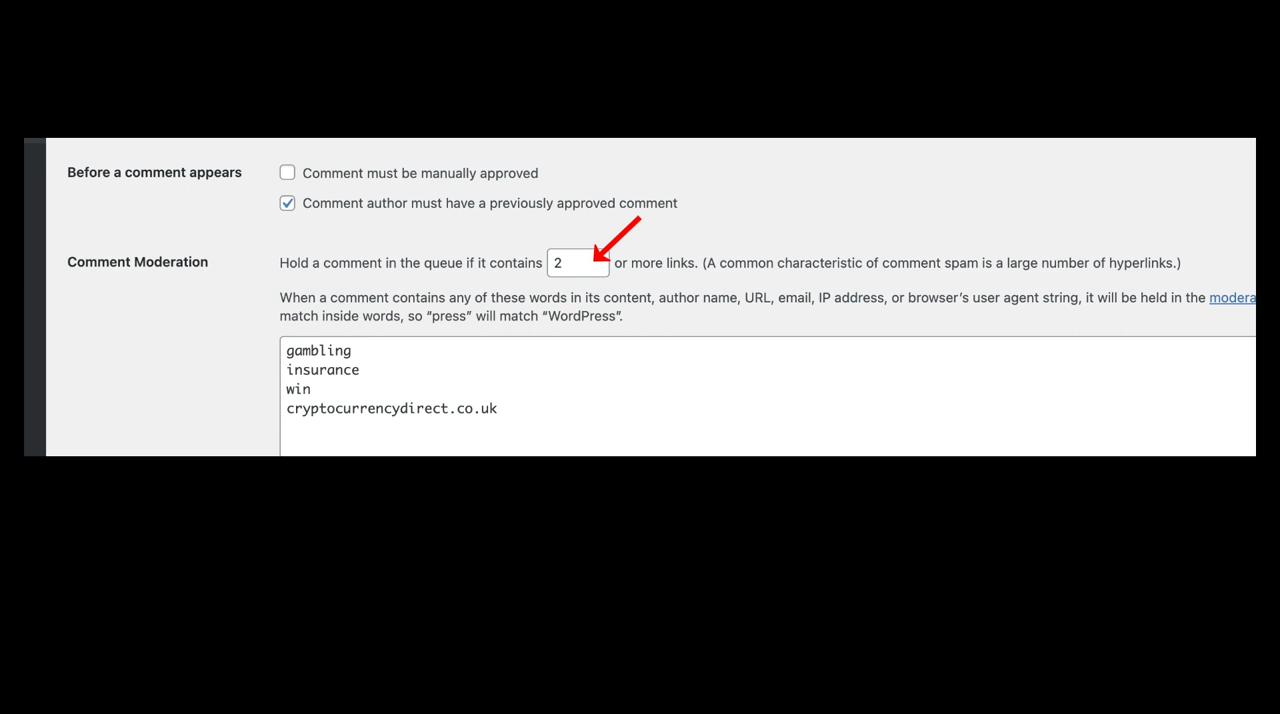 Before a comment appears
Comment must be manually approved
Comment author must have a previously approved comment
Comment Moderation
Hold a comment in the queue if it contains 2 or more links. (A common characteristic of comment spam is a large number of hyperlinks.)
When a comment contains any of these words in its content, author name, URL, email, IP address, or browser’s user agent string, it will be held in the modera
match inside words, so “press” will match “WordPress”.
gambling
insurance
win
cryptocurrencydirect.co.uk